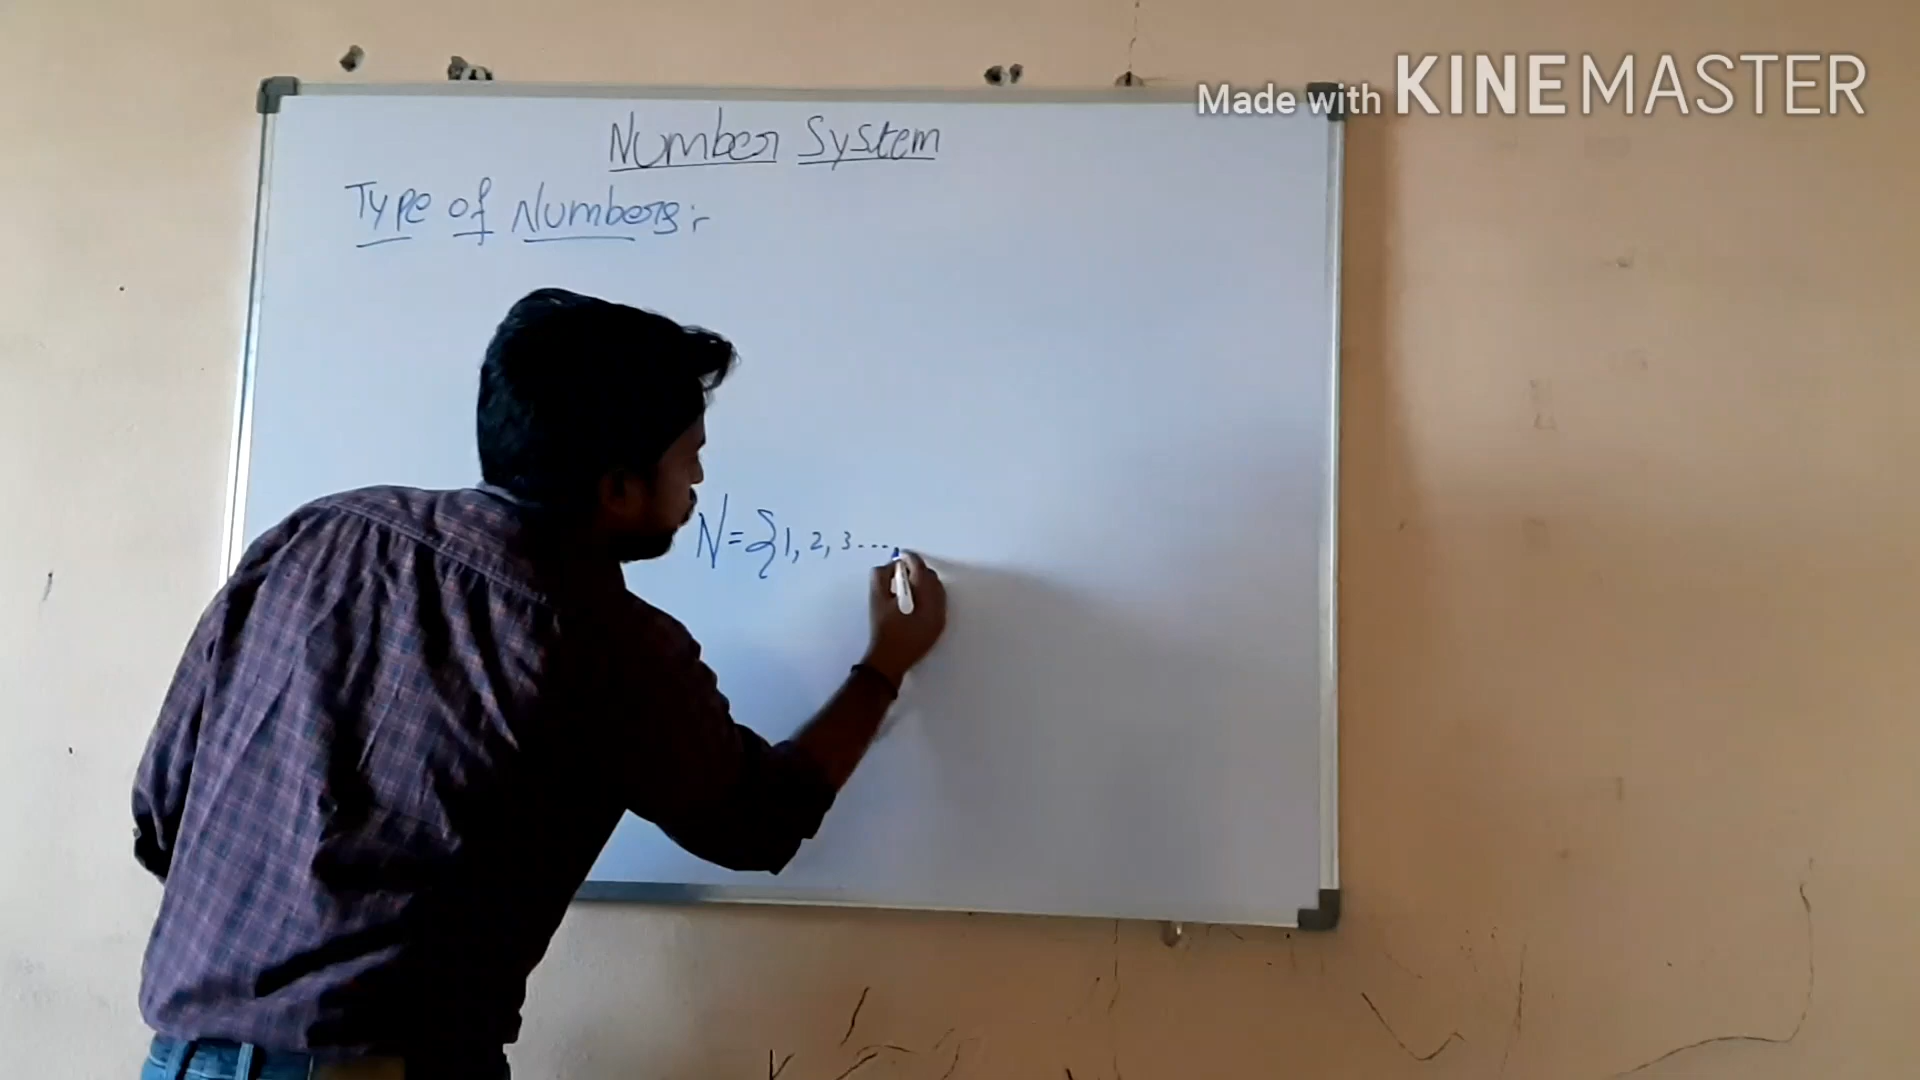 Made with KINEMASTER
Number System
Type of Numbers:-
N={1, 2, 3....,